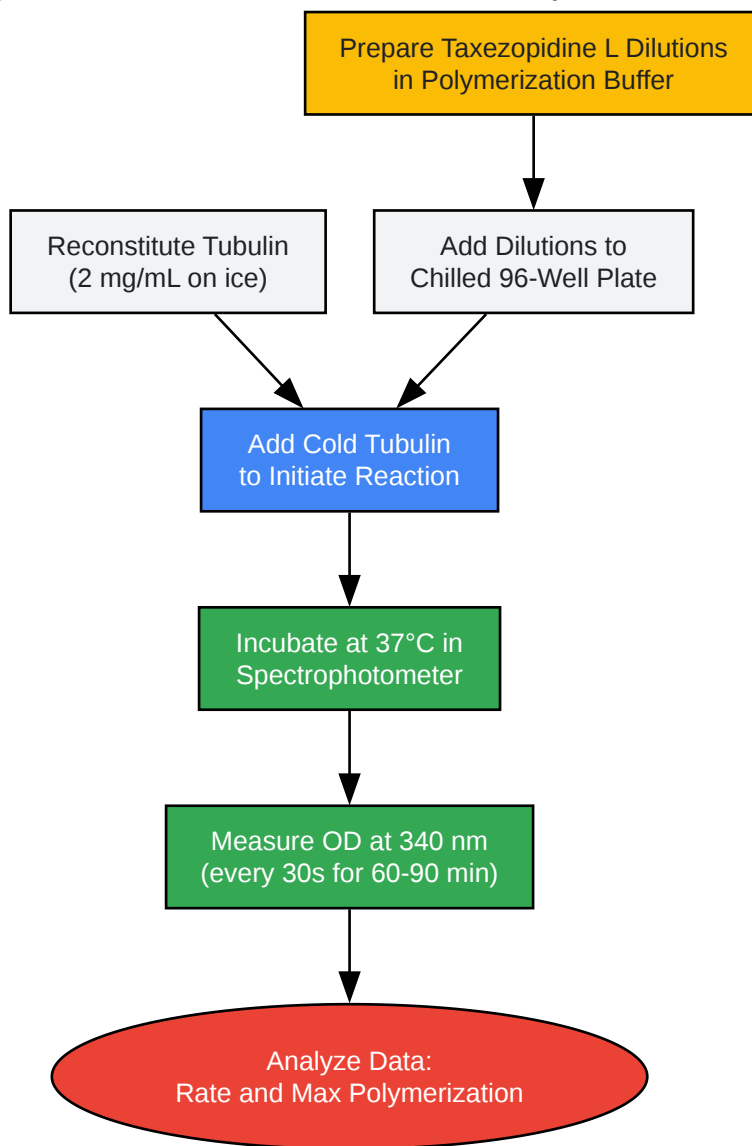 Prepare Taxezopidine L Dilutions
in Polymerization Buffer
Reconstitute Tubulin
(2 mg/mL on ice)
Add Dilutions to
Chilled 96-Well Plate
Add Cold Tubulin
to Initiate Reaction
Incubate at 37°C in
Spectrophotometer
Measure OD at 340 nm
(every 30s for 60-90 min)
Analyze Data:
Rate and Max Polymerization